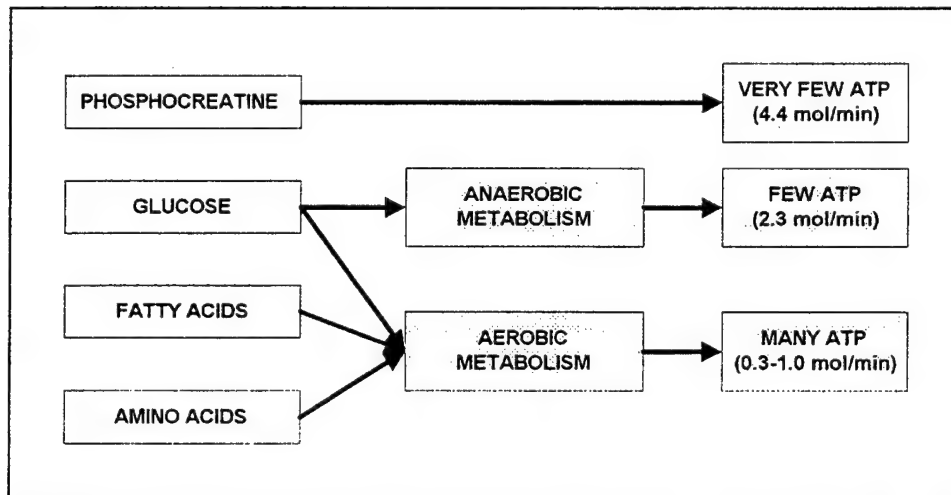 PHOSPHOCREATINE
VERY FEW ATP
(4.4 mol/min)
GLUCOSE
ANAEROBIC
METABOLISM
FEW ATP
(2.3 mol/min)
FATTY ACIDS
AEROBIC
METABOLISM
MANY ATP
(0.3-1.0 mol/min)
AMINO ACIDS